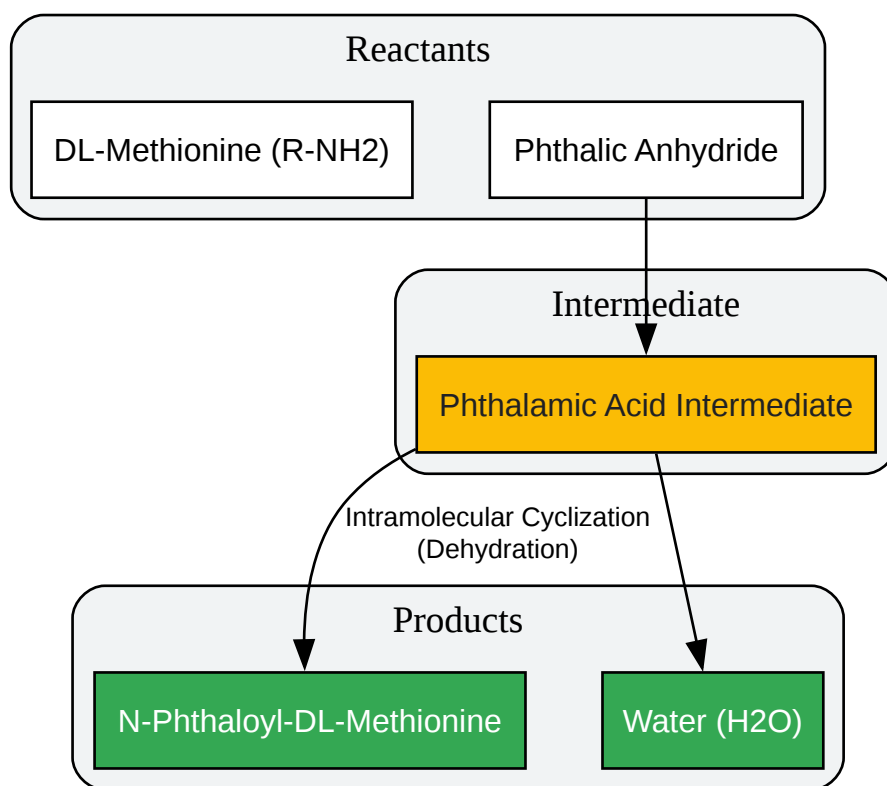 Reactants
DL-Methionine (R-NH2)
Phthalic Anhydride
Intermediate
Phthalamic Acid Intermediate
Intramolecular Cyclization
(Dehydration)
Products
N-Phthaloyl-DL-Methionine
Water (H2O)